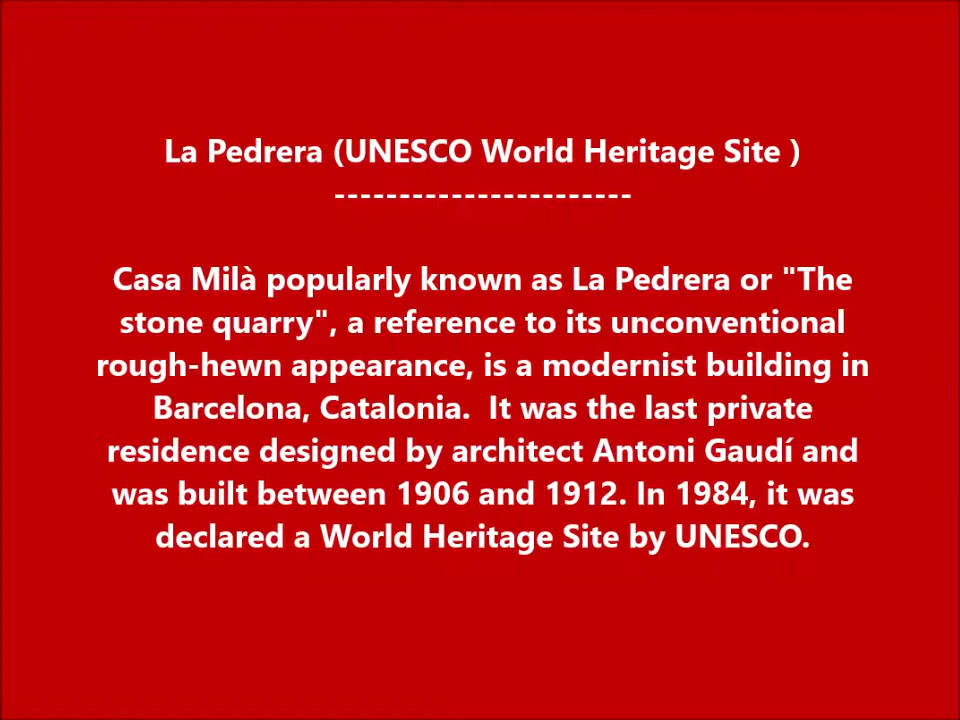 La Pedrera (UNESCO World Heritage Site )
-----------------------
Casa Milà popularly known as La Pedrera or "The
stone quarry", a reference to its unconventional
rough-hewn appearance, is a modernist building in
Barcelona, Catalonia.  It was the last private
residence designed by architect Antoni Gaudí and
was built between 1906 and 1912. In 1984, it was
declared a World Heritage Site by UNESCO.